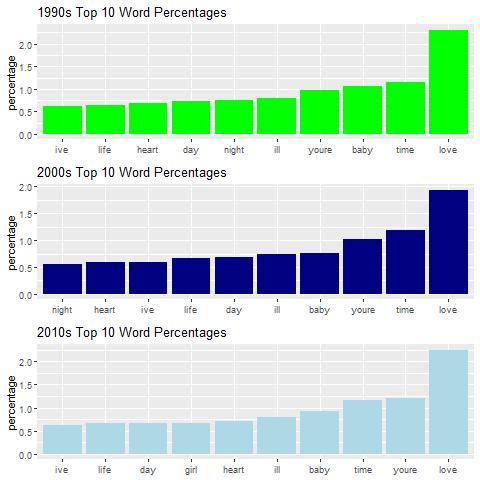 1990s Top 10 Word Percentages
percentage
2.0
1.5
1.0
0.5
0.0
ive life heart day night ill youre baby time love
2000s Top 10 Word Percentages
percentage
2.0
1.5
1.0
0.5
0.0
night heart ive life day ill baby youre time love
2010s Top 10 Word Percentages
percentage
2.0
1.5
1.0
0.5
0.0
ive life day girl heart ill baby time youre love